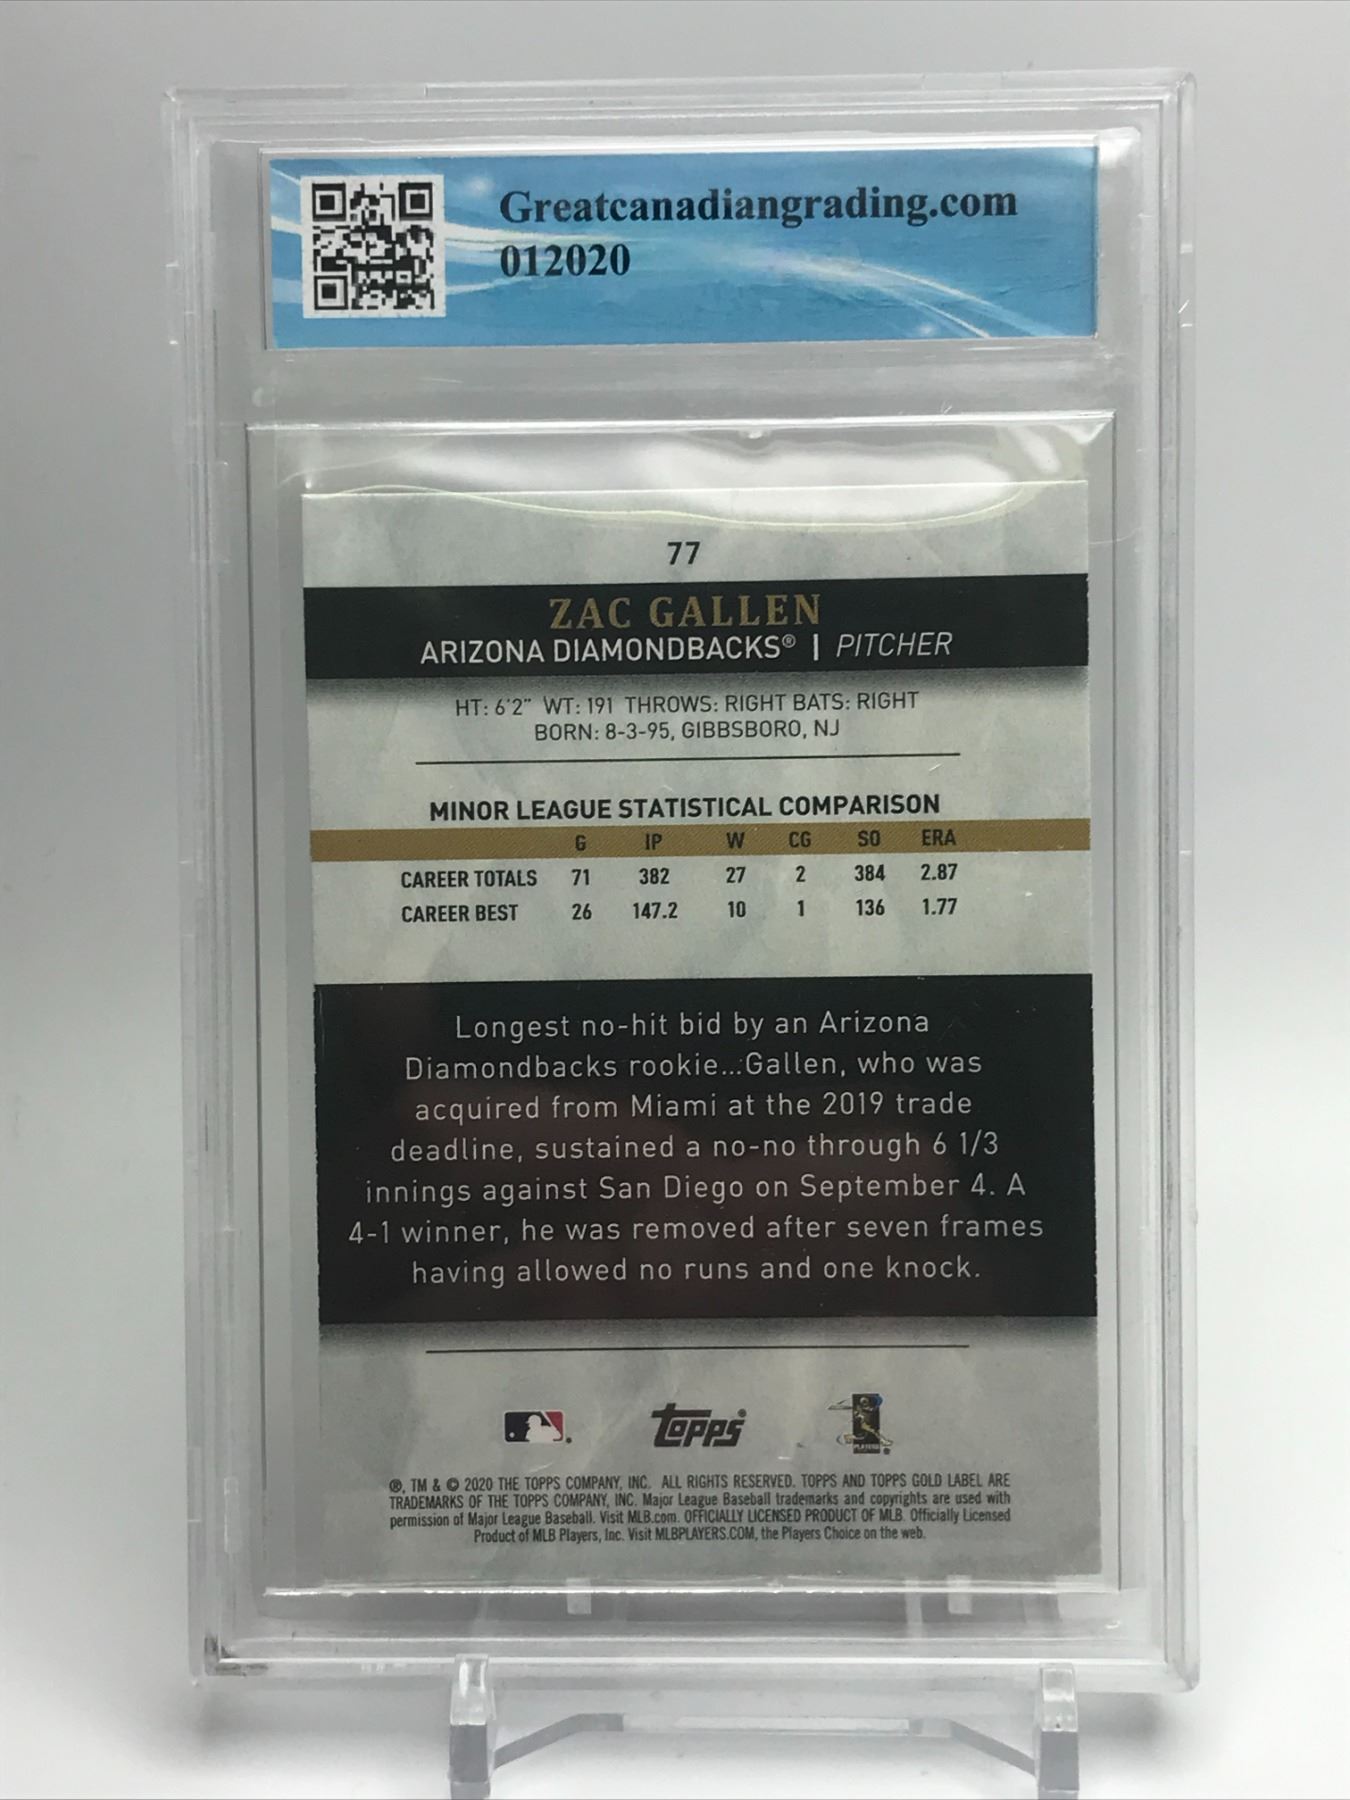 Greatcanadiangrading.com
012020
77
ZAC GALLEN
ARIZONA DIAMONDBACKS® | PITCHER
HT: 6'2" WT: 191 THROWS: RIGHT BATS: RIGHT
BORN: 8-3-95, GIBBSBORO, NJ
MINOR LEAGUE STATISTICAL COMPARISON
G IP W CG SO ERA
CAREER TOTALS 71 382 27 2 384 2.87
CAREER BEST 26 147.2 10 1 136 1.77
Longest no-hit bid by an Arizona
Diamondbacks rookie...Gallen, who was
acquired from Miami at the 2019 trade
deadline, sustained a no-no through 6 1/3
innings against San Diego on September 4. A
4-1 winner, he was removed after seven frames
having allowed no runs and one knock.
Topps®
PLAYERS
®, TM & © 2020 THE TOPPS COMPANY, INC. ALL RIGHTS RESERVED. TOPPS AND TOPPS GOLD LABEL ARE
TRADEMARKS OF THE TOPPS COMPANY, INC. Major League Baseball trademarks and copyrights are used with
permission of Major League Baseball. Visit MLB.com. OFFICIALLY LICENSED PRODUCT OF MLB. Officially Licensed
Product of MLB Players, Inc. Visit MLBPLAYERS.COM, the Players Choice on the web.